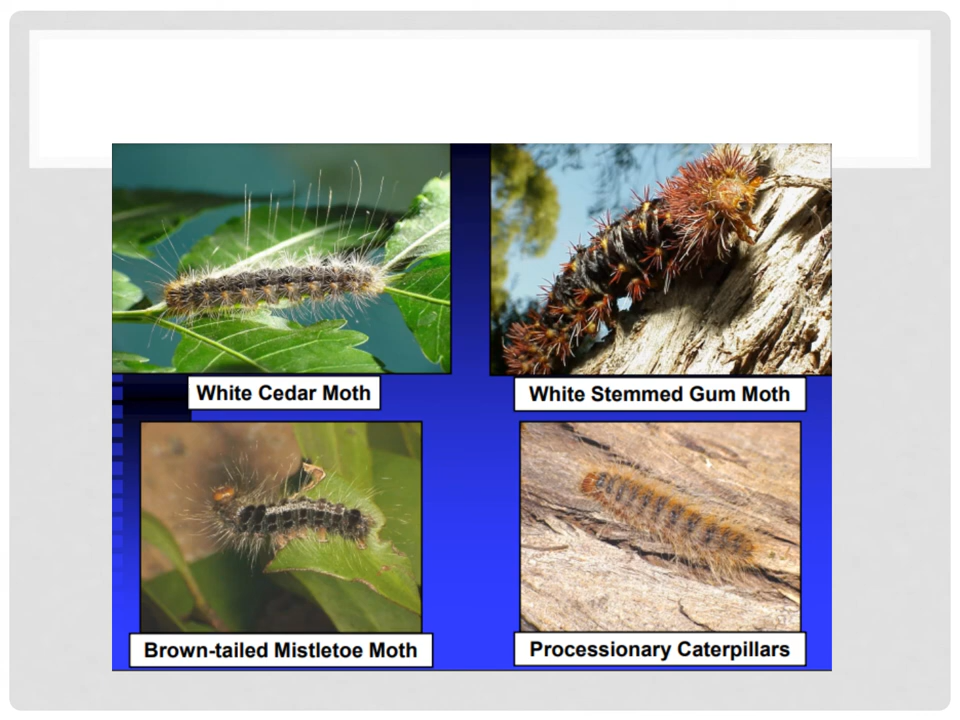 White Cedar Moth
White Stemmed Gum Moth
Brown-tailed Mistletoe Moth
Processionary Caterpillars